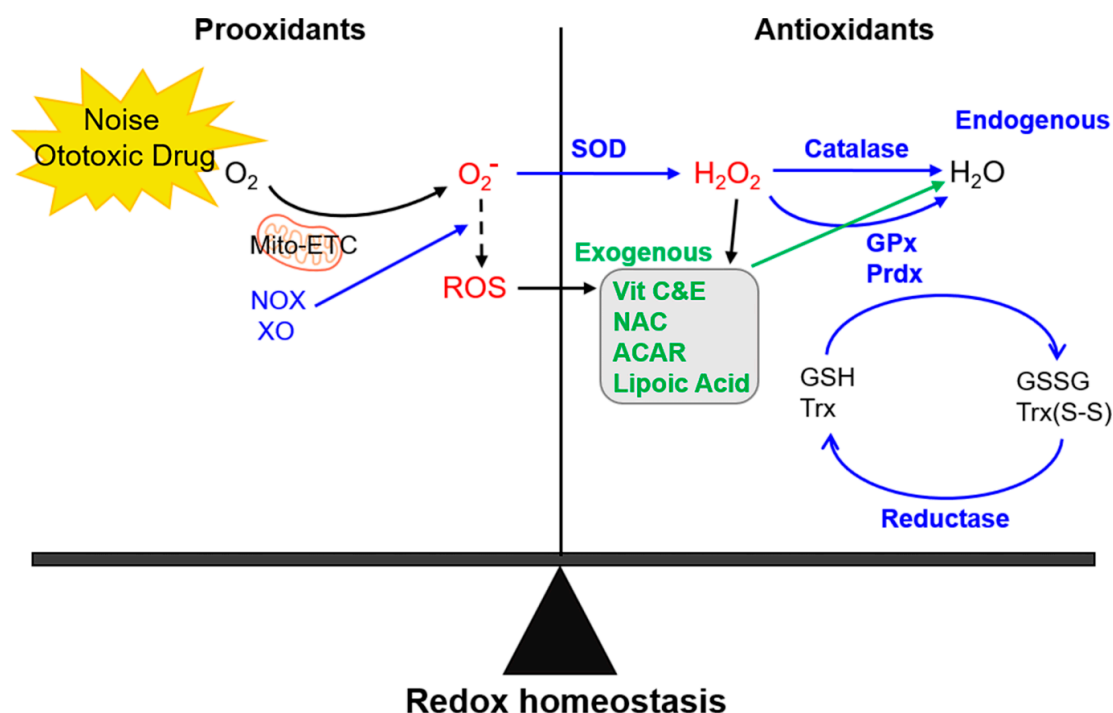 Prooxidants
Antioxidants
Noise
Ototoxic Drug
O₂
Mito-ETC
NOX
XO
O₂⁻
ROS
SOD
H₂O₂
Catalase
Endogenous
H₂O
GPx
Prdx
Exogenous
Vit C&E
NAC
ACAR
Lipoic Acid
GSH
Trx
GSSG
Trx(S-S)
Reductase
Redox homeostasis